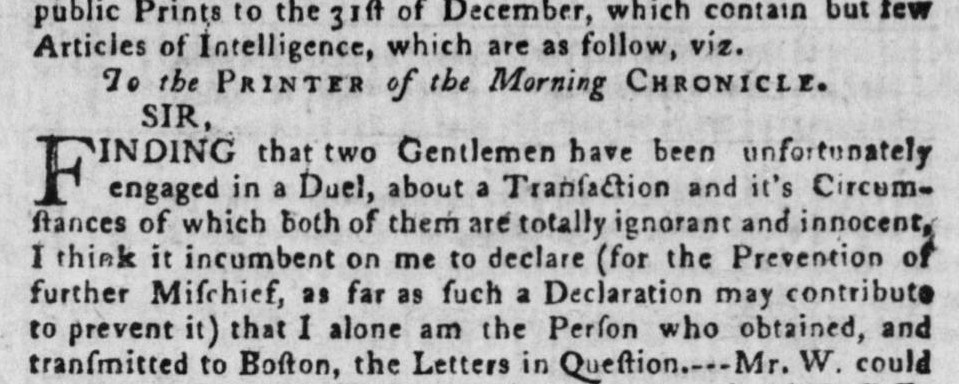 public Prints to the 31ſt of December, which contain but few
Articles of Intelligence, which are as follow, viz.
To the PRINTER of the Morning CHRONICLE.
SIR,
FINDING that two Gentlemen have been unfortunately
engaged in a Duel, about a Tranſaction and it's Circum-
ſtances of which both of them are totally ignorant and innocent,
I think it incumbent on me to declare (for the Prevention of
further Miſchief, as far as ſuch a Declaration may contribute
to prevent it) that I alone am the Perſon who obtained, and
tranſmitted to Boſton, the Letters in Queſtion.---Mr. W. could